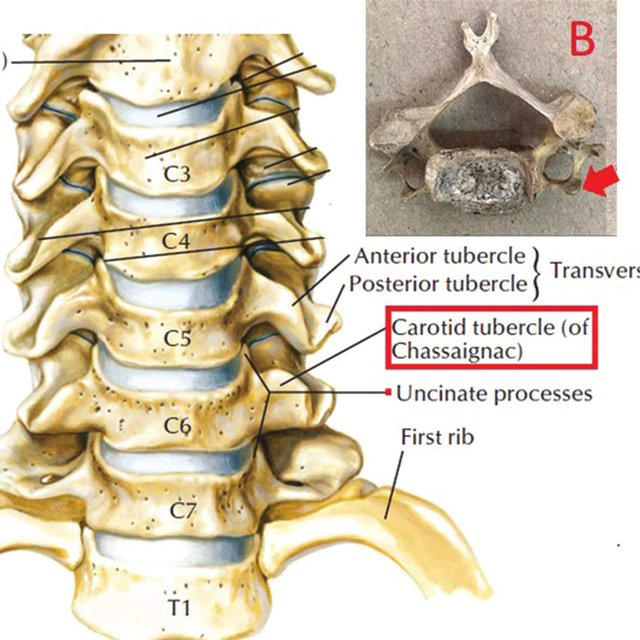 )
B
C3
C4
Anterior tubercle
Posterior tubercle
Transvers
C5
Carotid tubercle (of
Chassaignac)
Uncinate processes
C6
First rib
C7
T1